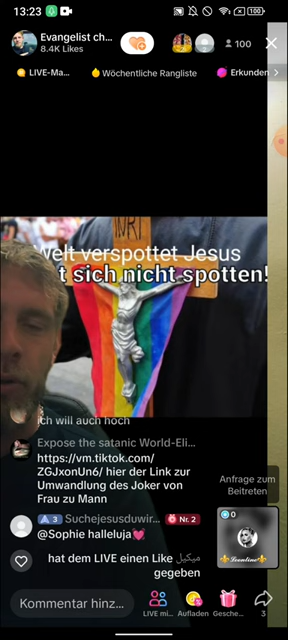 13:23
100
Evangelist ch...
8.4K Likes
100
LIVE-Ma...
Wöchentliche Rangliste
Erkunden
INRI
Welt verspottet Jesus
t sich nicht spotten!
ich will auch hoch
Expose the satanic World-Eli...
https://vm.tiktok.com/
ZGJxonUn6/ hier der Link zur
Umwandlung des Joker von
Frau zu Mann
Anfrage zum
Beitreten
3 Suchejesusduwir... Nr. 2
@Sophie halleluja💓
0
Leonline
hat dem LIVE einen Like ميكيل
gegeben
Kommentar hinz...
LIVE mi...
Aufladen
Gesche...
3